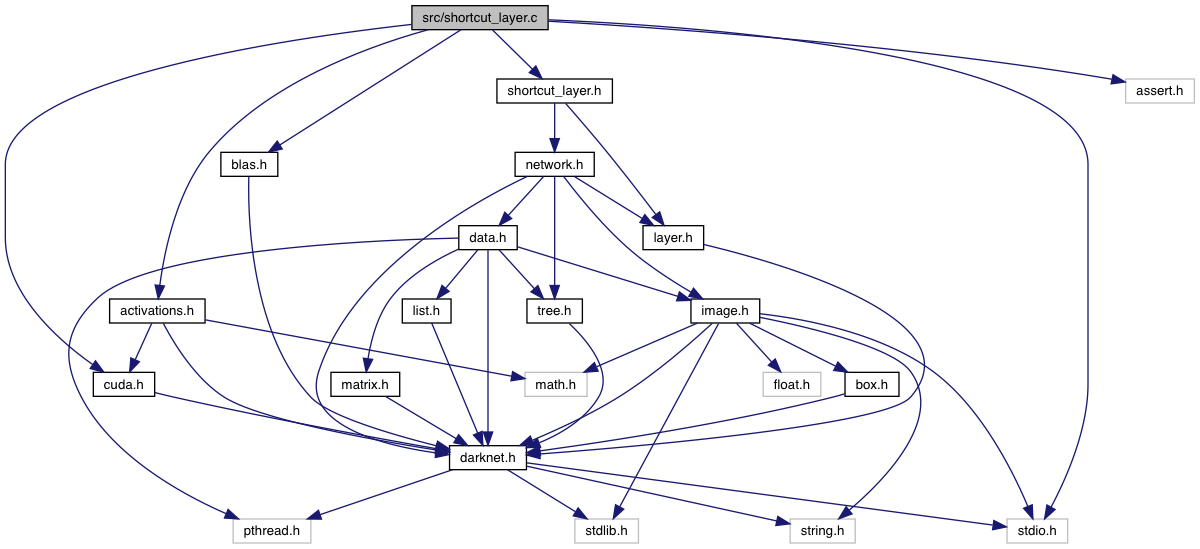 src/shortcut_layer.c
shortcut_layer.h
assert.h
blas.h
network.h
data.h
layer.h
activations.h
list.h
tree.h
image.h
cuda.h
matrix.h
math.h
float.h
box.h
darknet.h
pthread.h
stdlib.h
string.h
stdio.h